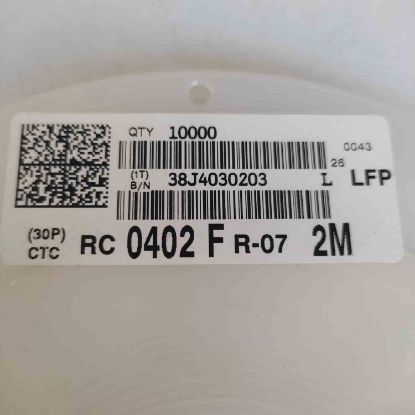 QTY 10000
0043
26
(1T)
B/N 38J4030203 L LFP
(30P)
CTC RC 0402 F R-07 2M